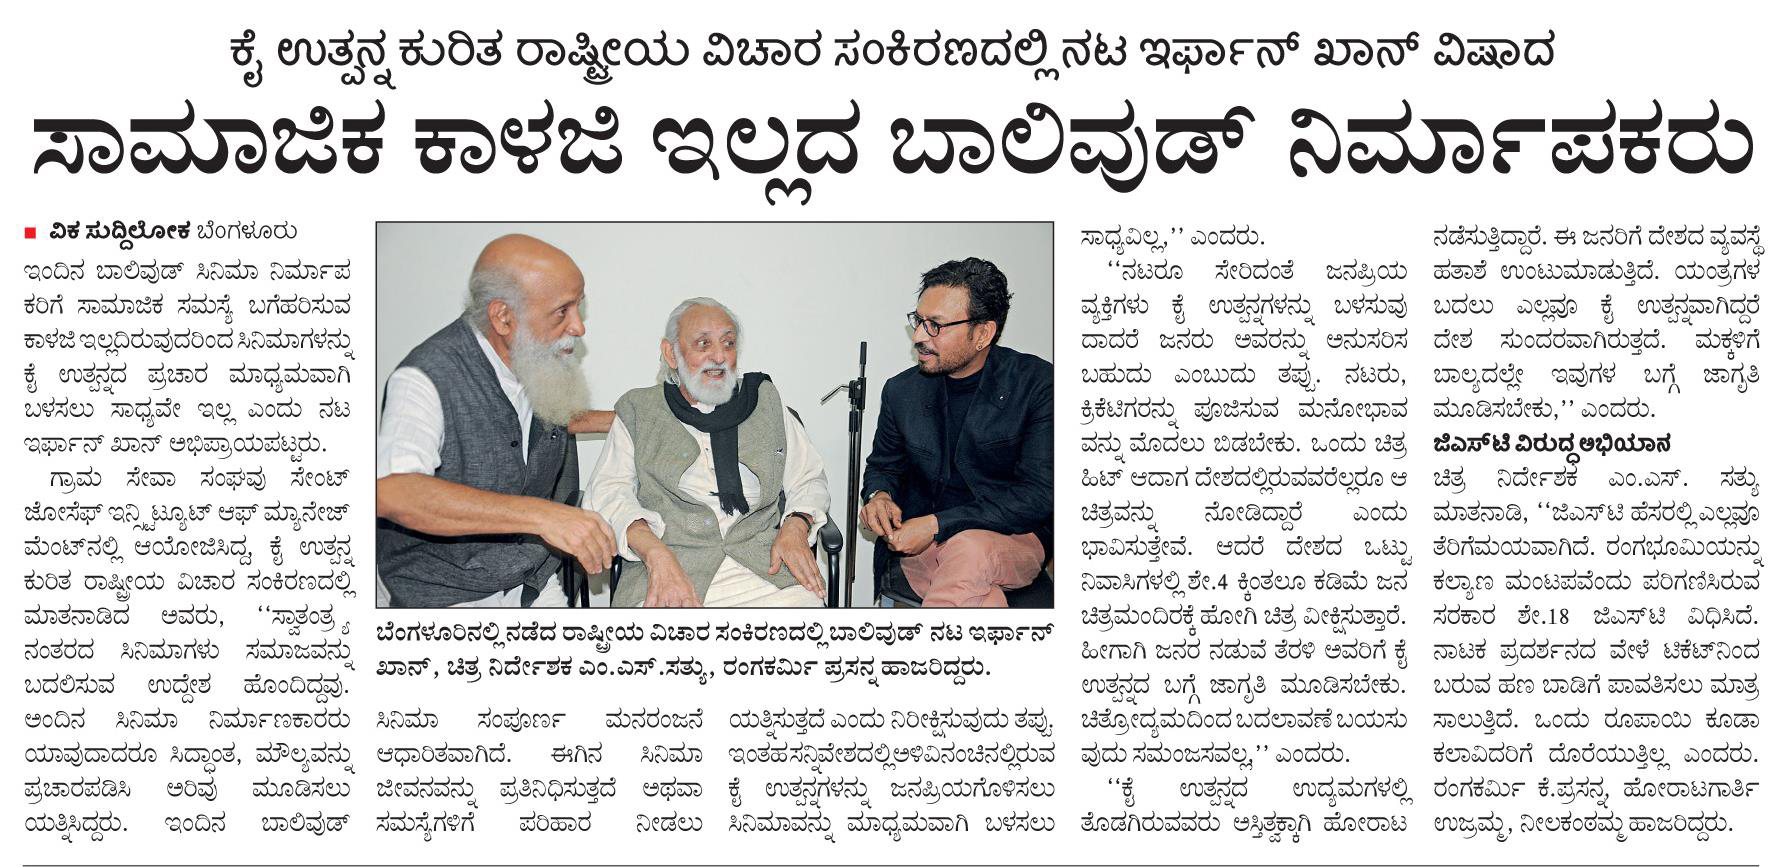 ಕೈ ಉತ್ಪನ್ನ ಕುರಿತ ರಾಷ್ಟ್ರೀಯ ವಿಚಾರ ಸಂಕಿರಣದಲ್ಲಿ ನಟ ಇರ್ಫಾನ್ ಖಾನ್ ವಿಷಾದ
ಸಾಮಾಜಿಕ ಕಾಳಜಿ ಇಲ್ಲದ ಬಾಲಿವುಡ್ ನಿರ್ಮಾಪಕರು
ವಿಕ ಸುದ್ದಿಲೋಕ ಬೆಂಗಳೂರು
ಇಂದಿನ ಬಾಲಿವುಡ್ ಸಿನಿಮಾ ನಿರ್ಮಾಪ
ಕರಿಗೆ ಸಾಮಾಜಿಕ ಸಮಸ್ಯೆ ಬಗೆಹರಿಸುವ
ಕಾಳಜಿ ಇಲ್ಲದಿರುವುದರಿಂದ ಸಿನಿಮಾಗಳನ್ನು
ಕೈ ಉತ್ಪನ್ನದ ಪ್ರಚಾರ ಮಾಧ್ಯಮವಾಗಿ
ಬಳಸಲು ಸಾಧ್ಯವೇ ಇಲ್ಲ ಎಂದು ನಟ
ಇರ್ಫಾನ್ ಖಾನ್ ಅಭಿಪ್ರಾಯಪಟ್ಟರು.
ಗ್ರಾಮ ಸೇವಾ ಸಂಘವು ಸೇಂಟ್
ಜೋಸೆಫ್ ಇನ್ಸ್ಟಿಟ್ಯೂಟ್ ಆಫ್ ಮ್ಯಾನೇಜ್
ಮೆಂಟ್‌ನಲ್ಲಿ ಆಯೋಜಿಸಿದ್ದ, ಕೈ ಉತ್ಪನ್ನ
ಕುರಿತ ರಾಷ್ಟ್ರೀಯ ವಿಚಾರ ಸಂಕಿರಣದಲ್ಲಿ
ಮಾತನಾಡಿದ ಅವರು, ‘‘ಸ್ವಾತಂತ್ರ್ಯ
ನಂತರದ ಸಿನಿಮಾಗಳು ಸಮಾಜವನ್ನು
ಬದಲಿಸುವ ಉದ್ದೇಶ ಹೊಂದಿದ್ದವು.
ಅಂದಿನ ಸಿನಿಮಾ ನಿರ್ಮಾಣಕಾರರು
ಯಾವುದಾದರೂ ಸಿದ್ಧಾಂತ, ಮೌಲ್ಯವನ್ನು
ಪ್ರಚಾರಪಡಿಸಿ ಅರಿವು ಮೂಡಿಸಲು
ಯತ್ನಿಸಿದ್ದರು. ಇಂದಿನ ಬಾಲಿವುಡ್
ಬೆಂಗಳೂರಿನಲ್ಲಿ ನಡೆದ ರಾಷ್ಟ್ರೀಯ ವಿಚಾರ ಸಂಕಿರಣದಲ್ಲಿ ಬಾಲಿವುಡ್ ನಟ ಇರ್ಫಾನ್
ಖಾನ್, ಚಿತ್ರ ನಿರ್ದೇಶಕ ಎಂ.ಎಸ್.ಸತ್ಯು, ರಂಗಕರ್ಮಿ ಪ್ರಸನ್ನ ಹಾಜರಿದ್ದರು.
ಸಿನಿಮಾ ಸಂಪೂರ್ಣ ಮನರಂಜನೆ
ಆಧಾರಿತವಾಗಿದೆ. ಈಗಿನ ಸಿನಿಮಾ
ಜೀವನವನ್ನು ಪ್ರತಿನಿಧಿಸುತ್ತದೆ ಅಥವಾ
ಸಮಸ್ಯೆಗಳಿಗೆ ಪರಿಹಾರ ನೀಡಲು
ಯತ್ನಿಸುತ್ತದೆ ಎಂದು ನಿರೀಕ್ಷಿಸುವುದು ತಪ್ಪು.
ಇಂತಹ ಸನ್ನಿವೇಶದಲ್ಲಿ ಅಳಿವಿನಂಚಿನಲ್ಲಿರುವ
ಕೈ ಉತ್ಪನ್ನಗಳನ್ನು ಜನಪ್ರಿಯಗೊಳಿಸಲು
ಸಿನಿಮಾವನ್ನು ಮಾಧ್ಯಮವಾಗಿ ಬಳಸಲು
ಸಾಧ್ಯವಿಲ್ಲ,’’ ಎಂದರು.
‘‘ನಟರೂ ಸೇರಿದಂತೆ ಜನಪ್ರಿಯ
ವ್ಯಕ್ತಿಗಳು ಕೈ ಉತ್ಪನ್ನಗಳನ್ನು ಬಳಸುವು
ದಾದರೆ ಜನರು ಅವರನ್ನು ಅನುಸರಿಸ
ಬಹುದು ಎಂಬುದು ತಪ್ಪು. ನಟರು,
ಕ್ರಿಕೆಟಿಗರನ್ನು ಪೂಜಿಸುವ ಮನೋಭಾವ
ವನ್ನು ಮೊದಲು ಬಿಡಬೇಕು. ಒಂದು ಚಿತ್ರ
ಹಿಟ್ ಆದಾಗ ದೇಶದಲ್ಲಿರುವವರೆಲ್ಲರೂ ಆ
ಚಿತ್ರವನ್ನು ನೋಡಿದ್ದಾರೆ ಎಂದು
ಭಾವಿಸುತ್ತೇವೆ. ಆದರೆ ದೇಶದ ಒಟ್ಟು
ನಿವಾಸಿಗಳಲ್ಲಿ ಶೇ.4 ಕ್ಕಿಂತಲೂ ಕಡಿಮೆ ಜನ
ಚಿತ್ರಮಂದಿರಕ್ಕೆ ಹೋಗಿ ಚಿತ್ರ ವೀಕ್ಷಿಸುತ್ತಾರೆ.
ಹೀಗಾಗಿ ಜನರ ನಡುವೆ ತೆರಳಿ ಅವರಿಗೆ ಕೈ
ಉತ್ಪನ್ನದ ಬಗ್ಗೆ ಜಾಗೃತಿ ಮೂಡಿಸಬೇಕು.
ಚಿತ್ರೋದ್ಯಮದಿಂದ ಬದಲಾವಣೆ ಬಯಸು
ವುದು ಸಮಂಜಸವಲ್ಲ,’’ ಎಂದರು.
‘‘ಕೈ ಉತ್ಪನ್ನದ ಉದ್ಯಮಗಳಲ್ಲಿ
ತೊಡಗಿರುವವರು ಅಸ್ತಿತ್ವಕ್ಕಾಗಿ ಹೋರಾಟ
ನಡೆಸುತ್ತಿದ್ದಾರೆ. ಈ ಜನರಿಗೆ ದೇಶದ ವ್ಯವಸ್ಥೆ
ಹತಾಶೆ ಉಂಟುಮಾಡುತ್ತಿದೆ. ಯಂತ್ರಗಳ
ಬದಲು ಎಲ್ಲವೂ ಕೈ ಉತ್ಪನ್ನವಾಗಿದ್ದರೆ
ದೇಶ ಸುಂದರವಾಗಿರುತ್ತದೆ. ಮಕ್ಕಳಿಗೆ
ಬಾಲ್ಯದಲ್ಲೇ ಇವುಗಳ ಬಗ್ಗೆ ಜಾಗೃತಿ
ಮೂಡಿಸಬೇಕು,’’ ಎಂದರು.
ಜಿಎಸ್‌ಟಿ ವಿರುದ್ಧ ಅಭಿಯಾನ
ಚಿತ್ರ ನಿರ್ದೇಶಕ ಎಂ.ಎಸ್. ಸತ್ಯು
ಮಾತನಾಡಿ, ‘‘ಜಿಎಸ್‌ಟಿ ಹೆಸರಲ್ಲಿ ಎಲ್ಲವೂ
ತೆರಿಗೆಮಯವಾಗಿದೆ. ರಂಗಭೂಮಿಯನ್ನು
ಕಲ್ಯಾಣ ಮಂಟಪವೆಂದು ಪರಿಗಣಿಸಿರುವ
ಸರಕಾರ ಶೇ.18 ಜಿಎಸ್‌ಟಿ ವಿಧಿಸಿದೆ.
ನಾಟಕ ಪ್ರದರ್ಶನದ ವೇಳೆ ಟಿಕೆಟ್‌ನಿಂದ
ಬರುವ ಹಣ ಬಾಡಿಗೆ ಪಾವತಿಸಲು ಮಾತ್ರ
ಸಾಲುತ್ತಿದೆ. ಒಂದು ರೂಪಾಯಿ ಕೂಡಾ
ಕಲಾವಿದರಿಗೆ ದೊರೆಯುತ್ತಿಲ್ಲ ಎಂದರು.
ರಂಗಕರ್ಮಿ ಕೆ.ಪ್ರಸನ್ನ, ಹೋರಾಟಗಾರ್ತಿ
ಉಜ್ರಮ್ಮ, ನೀಲಕಂಠಮ್ಮ ಹಾಜರಿದ್ದರು.